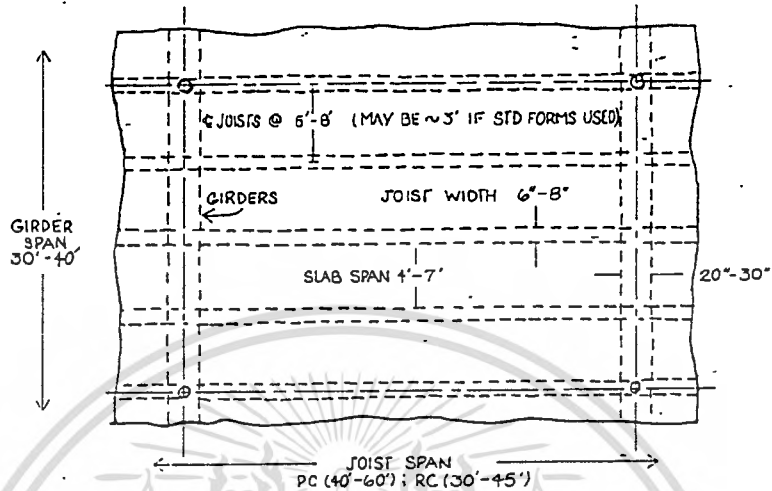 ℄ JOISTS @ 6'-8' (MAY BE ~3' IF STD FORMS USED)
GIRDERS
JOIST WIDTH 6"-8"
GIRDER
SPAN
30'-40'
SLAB SPAN 4'-7'
20"-30"
JOIST SPAN
PC (40'-60') ; RC (30'-45')